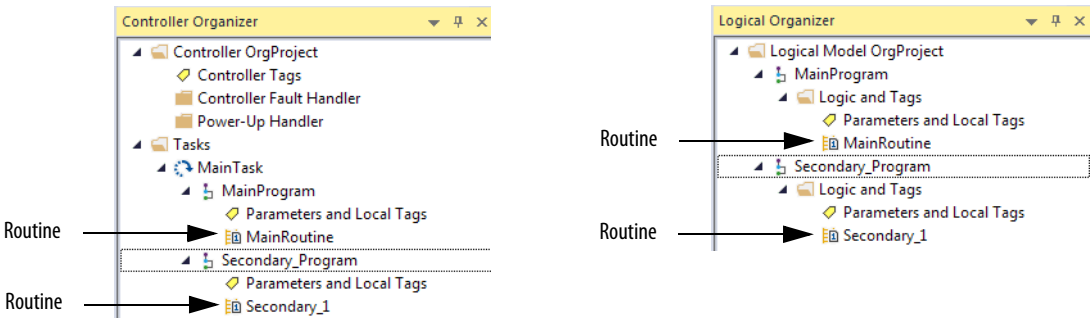 Controller Organizer
Controller OrgProject
Controller Tags
Controller Fault Handler
Power-Up Handler
Tasks
MainTask
MainProgram
Parameters and Local Tags
Routine
MainRoutine
Secondary_Program
Parameters and Local Tags
Routine
Secondary_1
Logical Organizer
Logical Model OrgProject
MainProgram
Logic and Tags
Parameters and Local Tags
Routine
MainRoutine
Secondary_Program
Logic and Tags
Parameters and Local Tags
Routine
Secondary_1